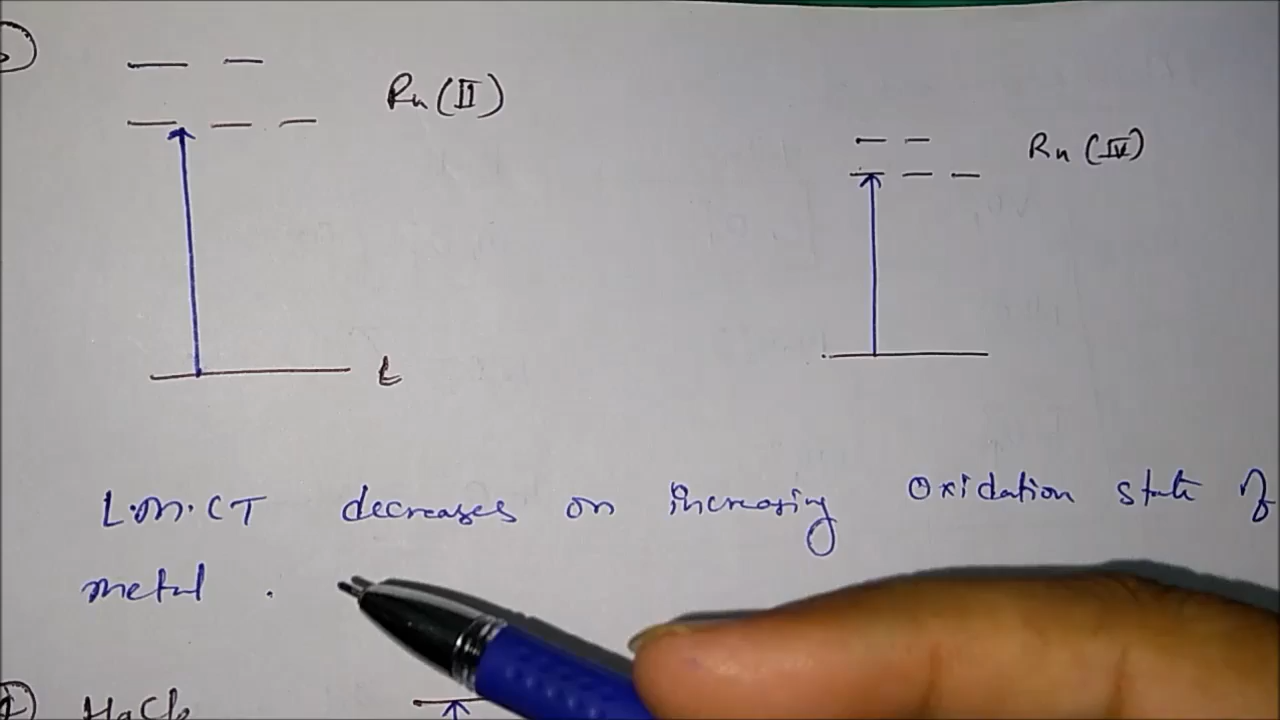 Ru (II)
Ru (IV)
L
L.M.CT decreases on increasing Oxidation state of
metal .